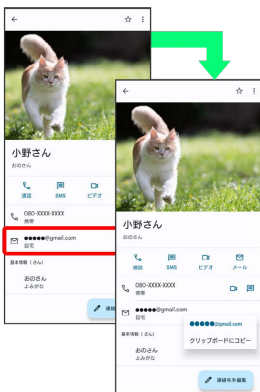 小野さん
おのさん
通話
SMS
ビデオ
080-XXXX-XXXX
携帯
●●●●●@gmail.com
自宅
基本情報（さん）
おのさん
よみがな
連絡
小野さん
おのさん
通話
SMS
ビデオ
メール
080-XXXX-XXXX
携帯
●●●●●@gmail.com
自宅
●●●●●@gmail.com
クリップボードにコピー
基本情報（さん）
おのさん
よみがな
連絡先を編集